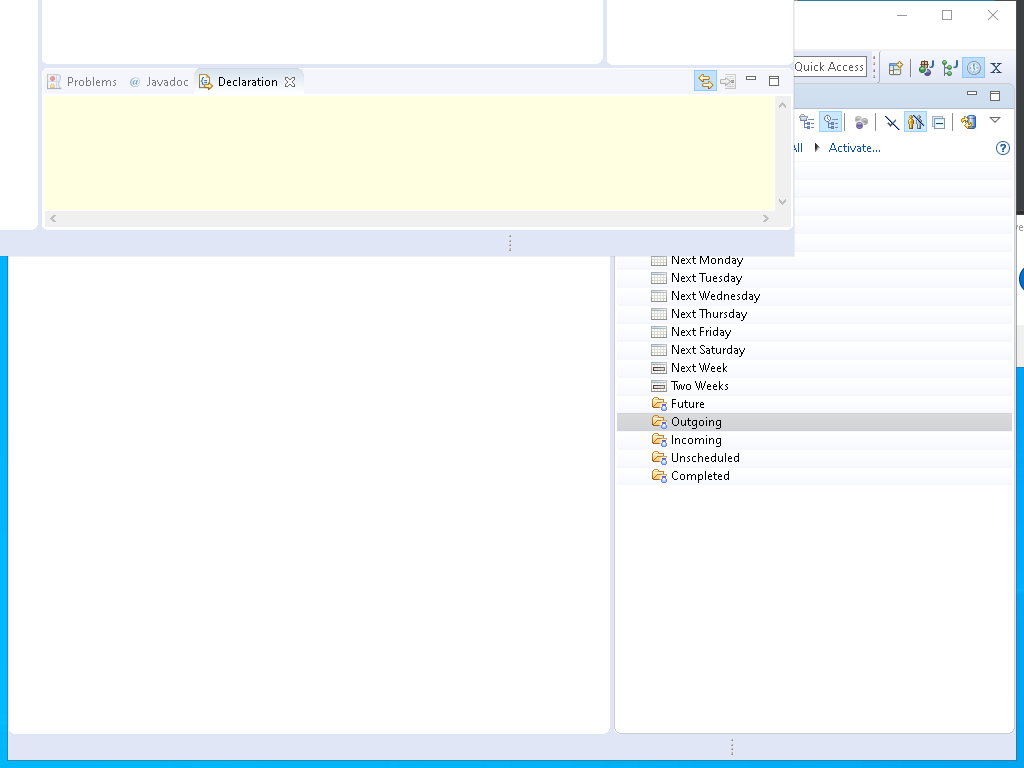 Quick Access
X
Problems
@ Javadoc
Declaration
Activate...
Next Monday
Next Tuesday
Next Wednesday
Next Thursday
Next Friday
Next Saturday
Next Week
Two Weeks
Future
Outgoing
Incoming
Unscheduled
Completed